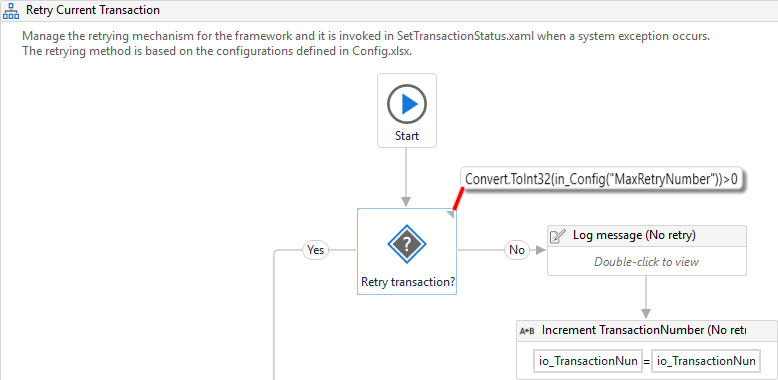 Retry Current Transaction
Manage the retrying mechanism for the framework and it is invoked in SetTransactionStatus.xaml when a system exception occurs.
The retrying method is based on the configurations defined in Config.xlsx.
Start
Convert.ToInt32(in_Config("MaxRetryNumber"))>0
Retry transaction?
Yes
No
Log message (No retry)
Double-click to view
A+B Increment TransactionNumber (No retr
io_TransactionNun = io_TransactionNun